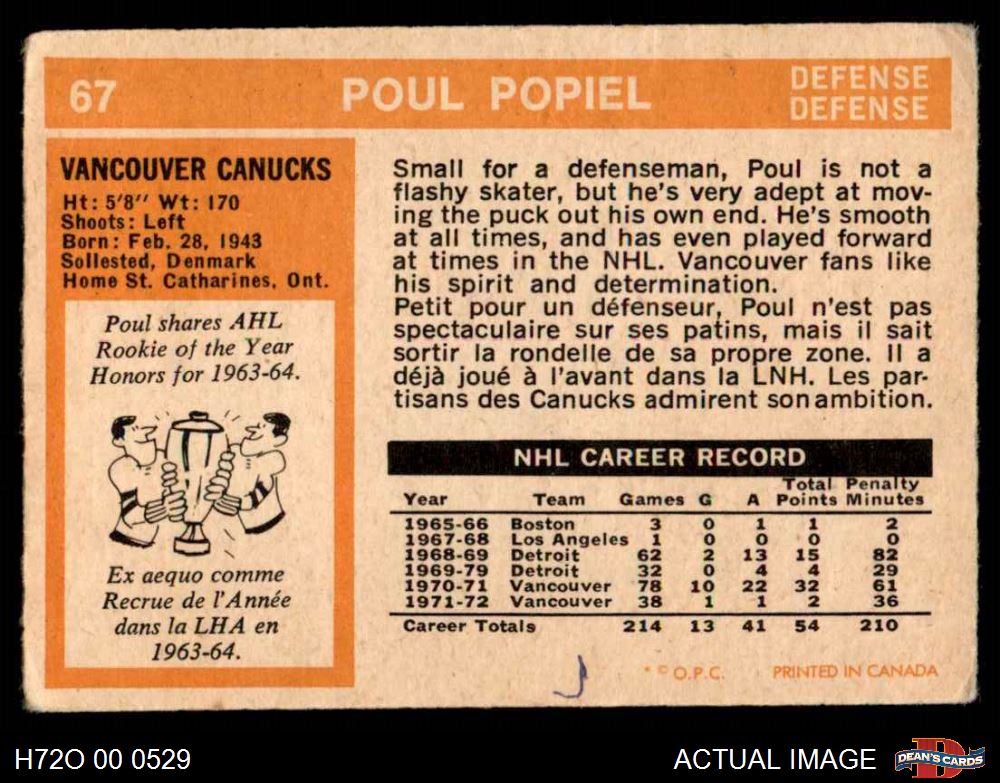 67
POUL POPIEL
DEFENSE
DEFENSE
VANCOUVER CANUCKS
Ht: 5'8" Wt: 170
Shoots: Left
Born: Feb. 28, 1943
Sollested, Denmark
Home St. Catharines, Ont.
Poul shares AHL
Rookie of the Year
Honors for 1963-64.
Ex aequo comme
Recrue de l'Année
dans la LHA en
1963-64.
Small for a defenseman, Poul is not a
flashy skater, but he's very adept at mov-
ing the puck out his own end. He's smooth
at all times, and has even played forward
at times in the NHL. Vancouver fans like
his spirit and determination.
Petit pour un défenseur, Poul n'est pas
spectaculaire sur ses patins, mais il sait
sortir la rondelle de sa propre zone. Il a
déjà joué à l'avant dans la LNH. Les par-
tisans des Canucks admirent son ambition.
NHL CAREER RECORD
Total Penalty
Year Team Games G A Points Minutes
1965-66 Boston 3 0 1 1 2
1967-68 Los Angeles 1 0 0 0 0
1968-69 Detroit 62 2 13 15 82
1969-79 Detroit 32 0 4 4 29
1970-71 Vancouver 78 10 22 32 61
1971-72 Vancouver 38 1 1 2 36
Career Totals 214 13 41 54 210
* © O.P.C. PRINTED IN CANADA
H72O 00 0529
ACTUAL IMAGE
D
DEAN'S CARDS